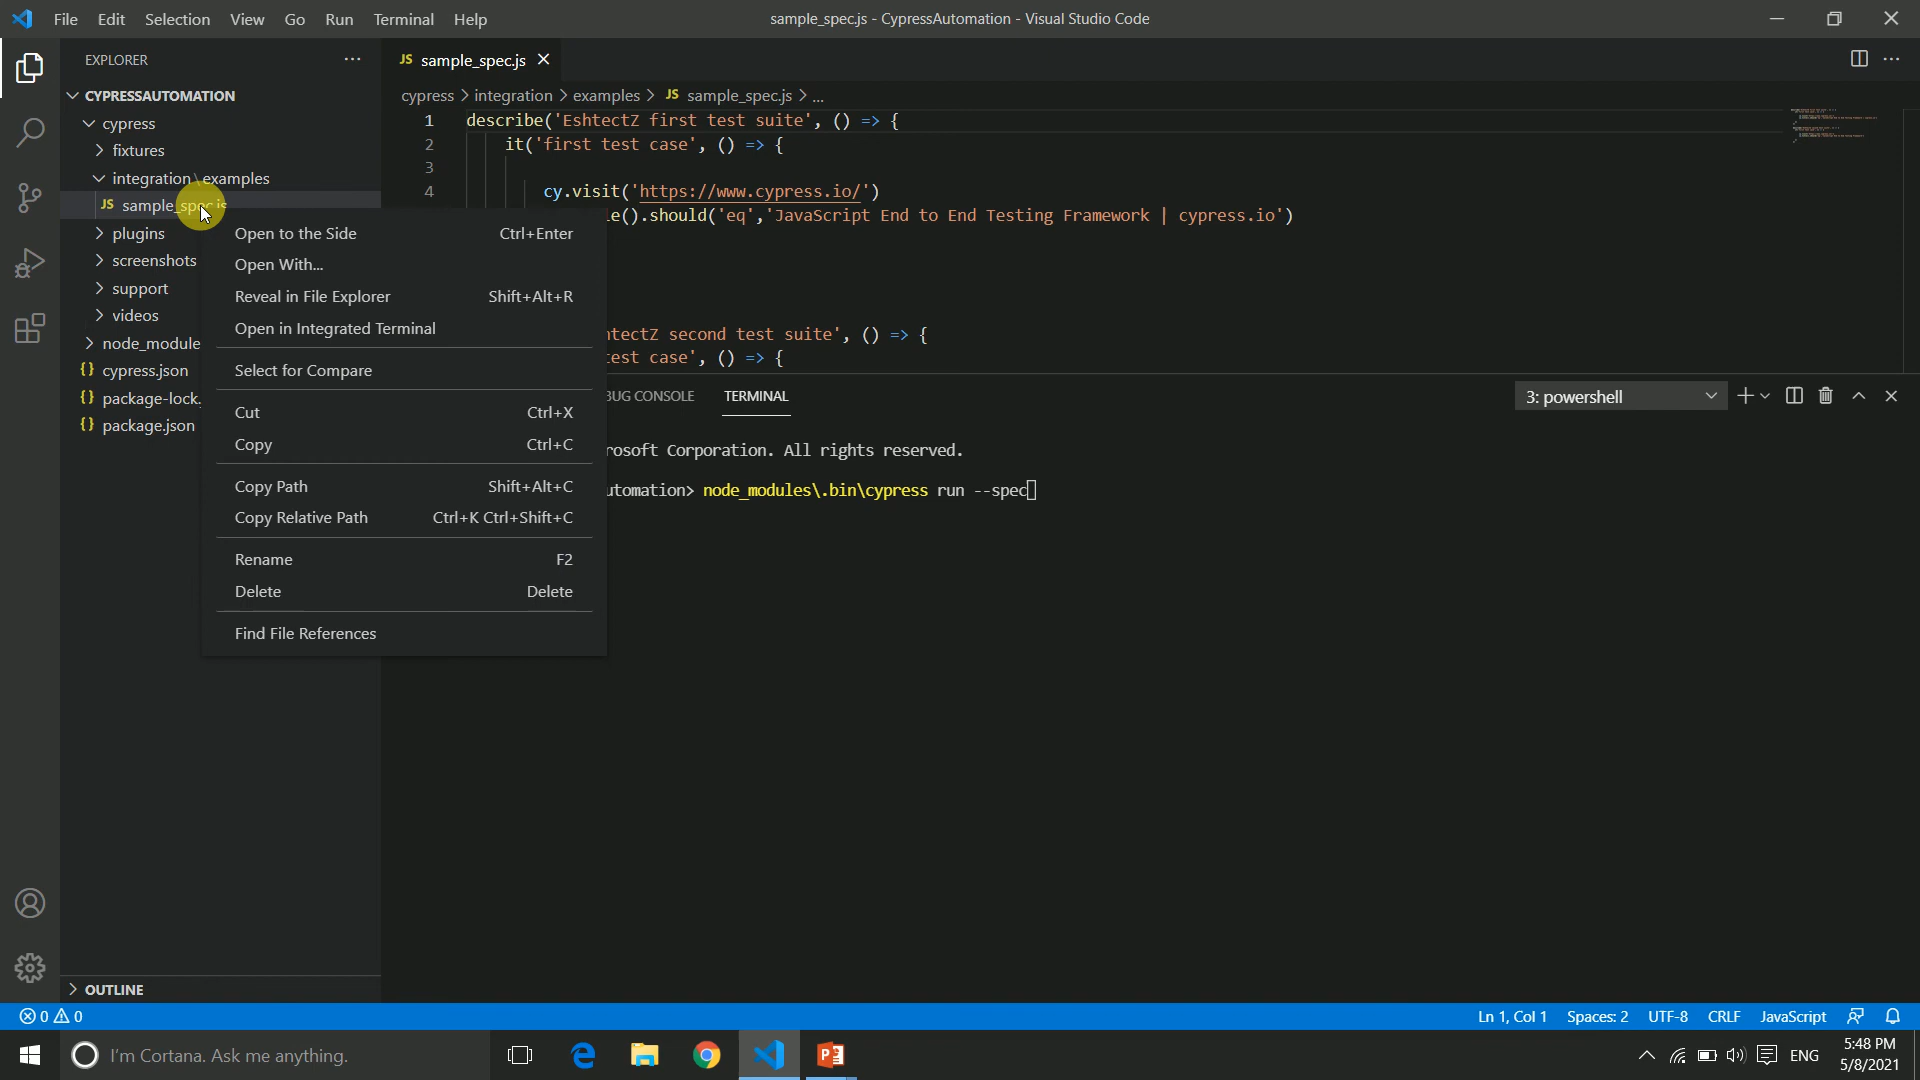 File Edit Selection View Go Run Terminal Help
sample_spec.js - CypressAutomation - Visual Studio Code
EXPLORER
JS sample_spec.js
CYPRESSAUTOMATION
cypress
fixtures
integration \ examples
JS sample_spec.js
plugins
screenshots
support
videos
node_module
{} cypress.json
{} package-lock.
{} package.json
OUTLINE
cypress > integration > examples > JS sample_spec.js > ...
1 describe('EshtectZ first test suite', () => {
2 it('first test case', () => {
3
4 cy.visit('https://www.cypress.io/')
le().should('eq','JavaScript End to End Testing Framework | cypress.io')
htectZ second test suite', () => {
test case', () => {
Open to the Side Ctrl+Enter
Open With...
Reveal in File Explorer Shift+Alt+R
Open in Integrated Terminal
Select for Compare
Cut Ctrl+X
Copy Ctrl+C
Copy Path Shift+Alt+C
Copy Relative Path Ctrl+K Ctrl+Shift+C
Rename F2
Delete Delete
Find File References
BUG CONSOLE TERMINAL
3: powershell
rosoft Corporation. All rights reserved.
utomation> node_modules\.bin\cypress run --spec
0 0
Ln 1, Col 1 Spaces: 2 UTF-8 CRLF JavaScript
I'm Cortana. Ask me anything.
ENG
5:48 PM
5/8/2021